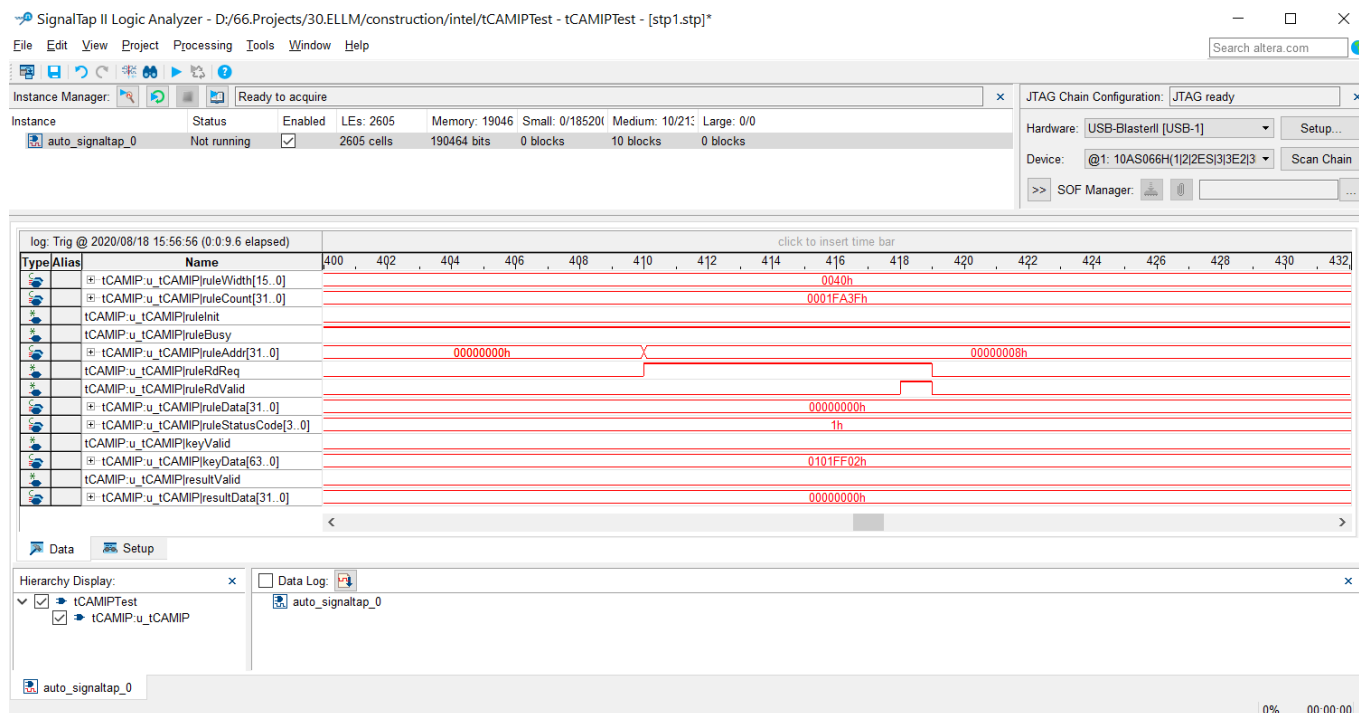 SignalTap II Logic Analyzer - D:/66.Projects/30.ELLM/construction/intel/tCAMIPTest - tCAMIPTest - [stp1.stp]*
File Edit View Project Processing Tools Window Help
Search altera.com
Instance Manager: Ready to acquire
JTAG Chain Configuration: JTAG ready
Instance Status Enabled LEs: 2605 Memory: 19046 Small: 0/18520( Medium: 10/213 Large: 0/0
auto_signaltap_0 Not running 2605 cells 190464 bits 0 blocks 10 blocks 0 blocks
Hardware: USB-BlasterII [USB-1] Setup...
Device: @1: 10AS066H(1|2|2ES|3|3E2|3 Scan Chain
>> SOF Manager: ...
log: Trig @ 2020/08/18 15:56:56 (0:0:9.6 elapsed) click to insert time bar
Type Alias Name 400 402 404 406 408 410 412 414 416 418 420 422 424 426 428 430 432
tCAMIP:u_tCAMIP|ruleWidth[15..0] 0040h
tCAMIP:u_tCAMIP|ruleCount[31..0] 0001FA3Fh
tCAMIP:u_tCAMIP|ruleInit
tCAMIP:u_tCAMIP|ruleBusy
tCAMIP:u_tCAMIP|ruleAddr[31..0] 00000000h 00000008h
tCAMIP:u_tCAMIP|ruleRdReq
tCAMIP:u_tCAMIP|ruleRdValid
tCAMIP:u_tCAMIP|ruleData[31..0] 00000000h
tCAMIP:u_tCAMIP|ruleStatusCode[3..0] 1h
tCAMIP:u_tCAMIP|keyValid
tCAMIP:u_tCAMIP|keyData[63..0] 0101FF02h
tCAMIP:u_tCAMIP|resultValid
tCAMIP:u_tCAMIP|resultData[31..0] 00000000h
Data Setup
Hierarchy Display:
Data Log:
tCAMIPTest
auto_signaltap_0
tCAMIP:u_tCAMIP
auto_signaltap_0
0% 00:00:00